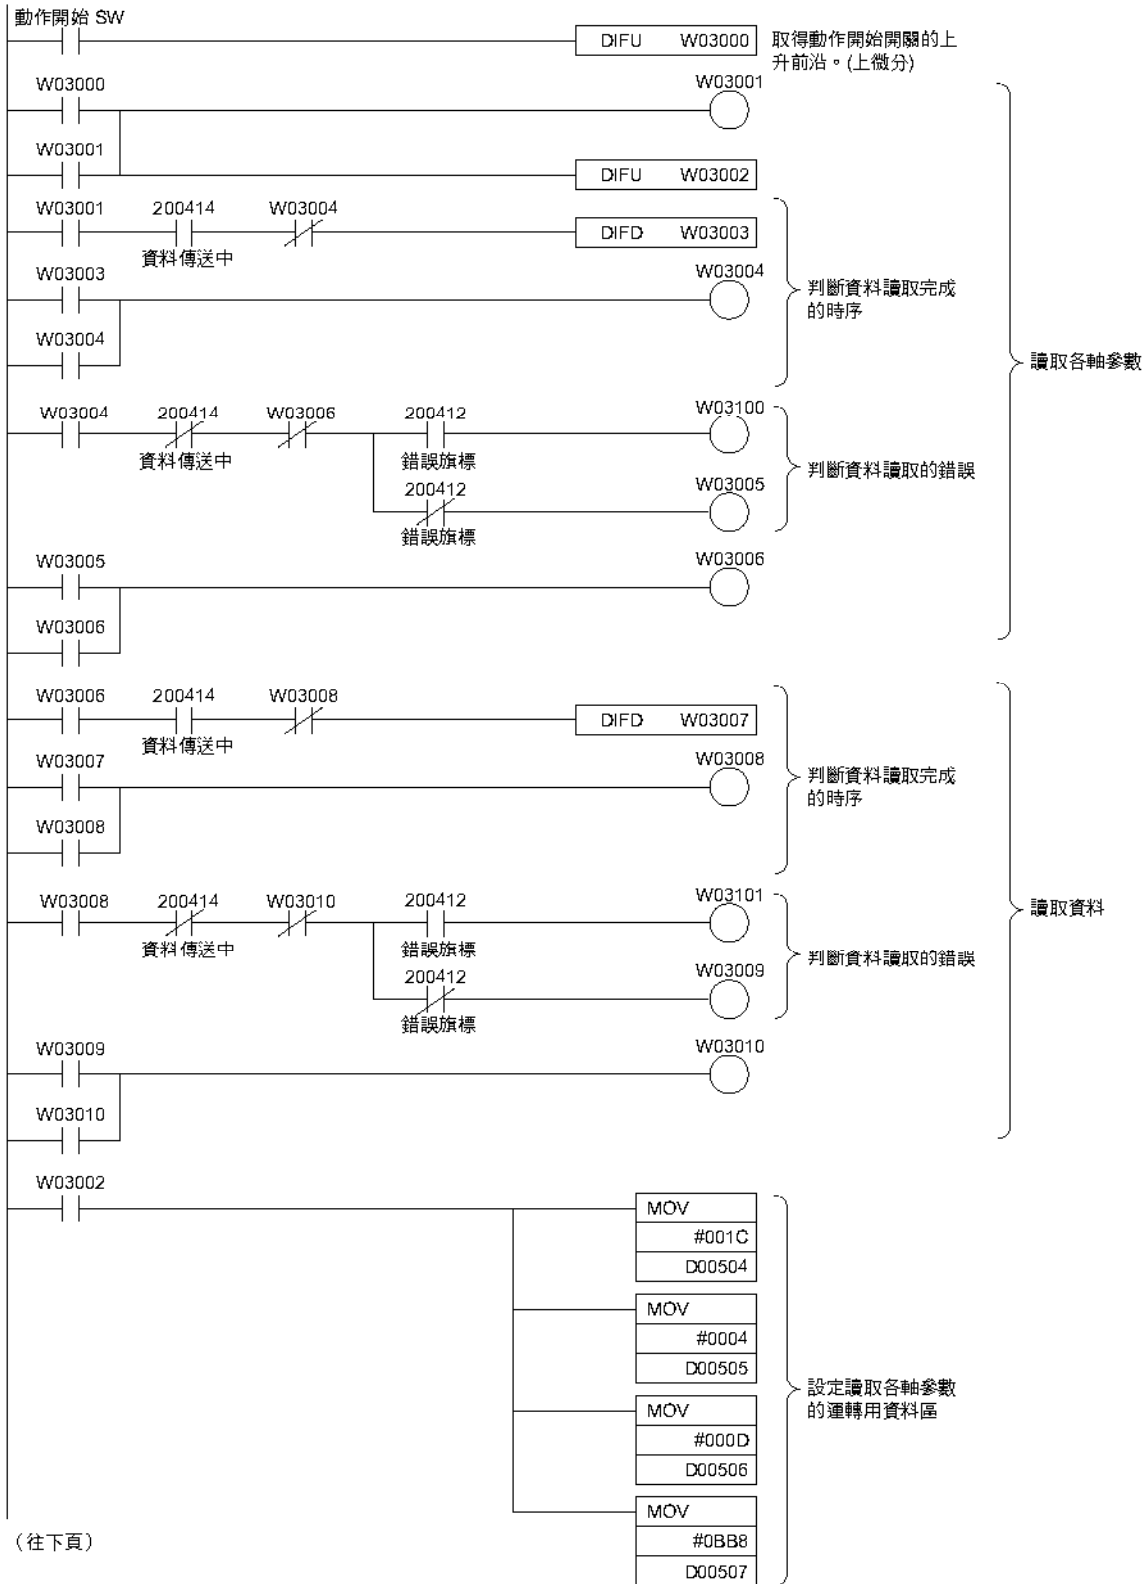 動作開始 SW
DIFU W03000
取得動作開始開關的上
升前沿。(上微分)
W03000
W03001
W03001
DIFU W03002
W03001 200414 W03004
資料傳送中
DIFD W03003
W03003
W03004
W03004
判斷資料讀取完成
的時序
讀取各軸參數
W03004 200414 W03006 200412 W03100
資料傳送中
錯誤旗標
200412 W03005
錯誤旗標
判斷資料讀取的錯誤
W03005
W03006
W03006
W03006 200414 W03008
資料傳送中
DIFD W03007
W03007
W03008
W03008
判斷資料讀取完成
的時序
讀取資料
W03008 200414 W03010 200412 W03101
資料傳送中
錯誤旗標
200412 W03009
錯誤旗標
判斷資料讀取的錯誤
W03009
W03010
W03010
W03002
MOV
#001C
D00504
MOV
#0004
D00505
MOV
#000D
D00506
MOV
#0BB8
D00507
設定讀取各軸參數
的運轉用資料區
（往下頁）